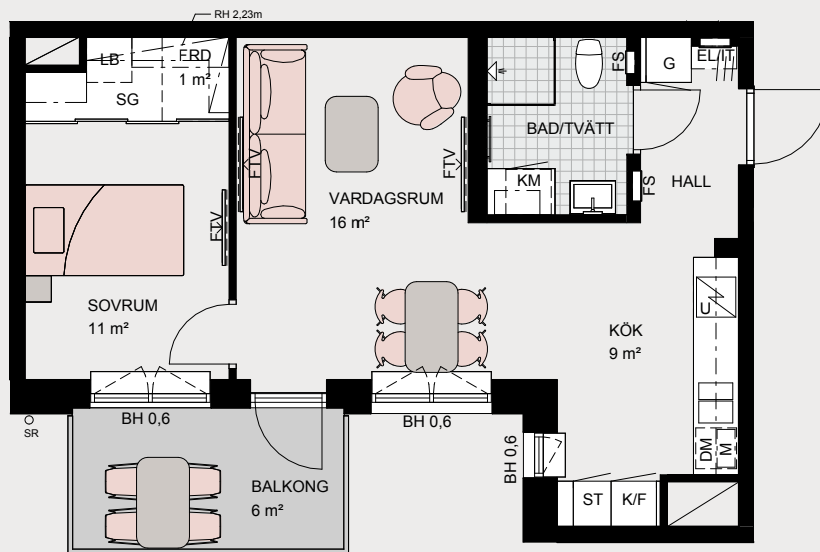 RH 2,23m
LB
FRD
1 m²
SG
FTV
FTV
FTV
VARDAGSRUM
16 m²
SOVRUM
11 m²
BAD/TVÄTT
KM
FS
FS
G
EL/IT
HALL
KÖK
9 m²
DM
M
ST
K/F
BH 0,6
BH 0,6
BH 0,6
SR
BALKONG
6 m²